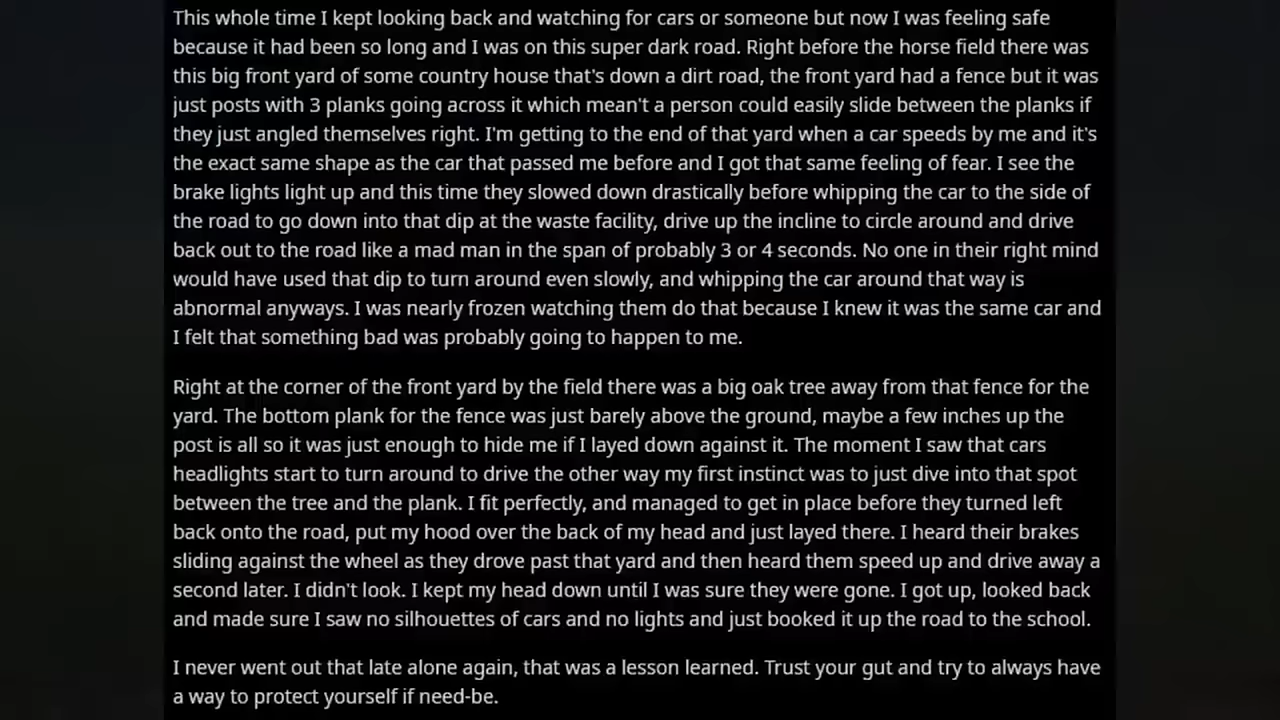 This whole time I kept looking back and watching for cars or someone but now I was feeling safe
because it had been so long and I was on this super dark road. Right before the horse field there was
this big front yard of some country house that's down a dirt road, the front yard had a fence but it was
just posts with 3 planks going across it which mean't a person could easily slide between the planks if
they just angled themselves right. I'm getting to the end of that yard when a car speeds by me and it's
the exact same shape as the car that passed me before and I got that same feeling of fear. I see the
brake lights light up and this time they slowed down drastically before whipping the car to the side of
the road to go down into that dip at the waste facility, drive up the incline to circle around and drive
back out to the road like a mad man in the span of probably 3 or 4 seconds. No one in their right mind
would have used that dip to turn around even slowly, and whipping the car around that way is
abnormal anyways. I was nearly frozen watching them do that because I knew it was the same car and
I felt that something bad was probably going to happen to me.
Right at the corner of the front yard by the field there was a big oak tree away from that fence for the
yard. The bottom plank for the fence was just barely above the ground, maybe a few inches up the
post is all so it was just enough to hide me if I layed down against it. The moment I saw that cars
headlights start to turn around to drive the other way my first instinct was to just dive into that spot
between the tree and the plank. I fit perfectly, and managed to get in place before they turned left
back onto the road, put my hood over the back of my head and just layed there. I heard their brakes
sliding against the wheel as they drove past that yard and then heard them speed up and drive away a
second later. I didn't look. I kept my head down until I was sure they were gone. I got up, looked back
and made sure I saw no silhouettes of cars and no lights and just booked it up the road to the school.
I never went out that late alone again, that was a lesson learned. Trust your gut and try to always have
a way to protect yourself if need-be.